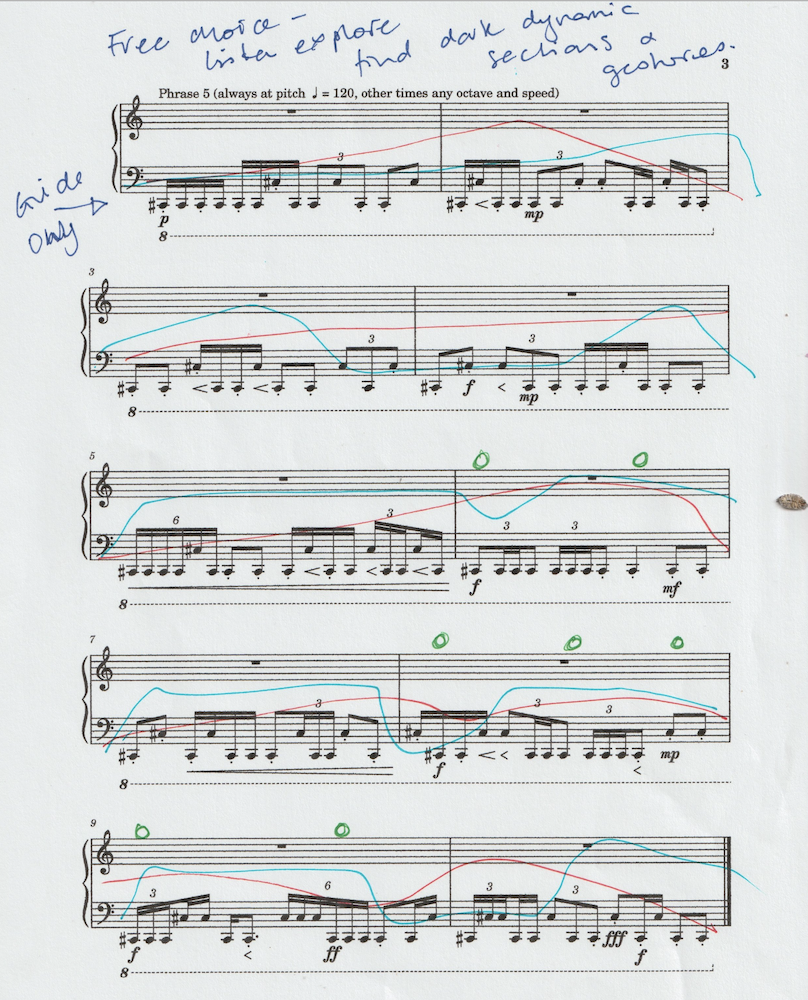 Free choice –
listen explore
find dark dynamic
sections &
gestures.
3
Phrase 5 (always at pitch ♩ = 120, other times any octave and speed)
Guide
only
3
3
p
mp
8
3
3
3
f
mp
8
5
6
3
3
3
f
mf
8
7
3
3
3
f
mp
8
9
3
6
3
3
f
ff
fff
f
8